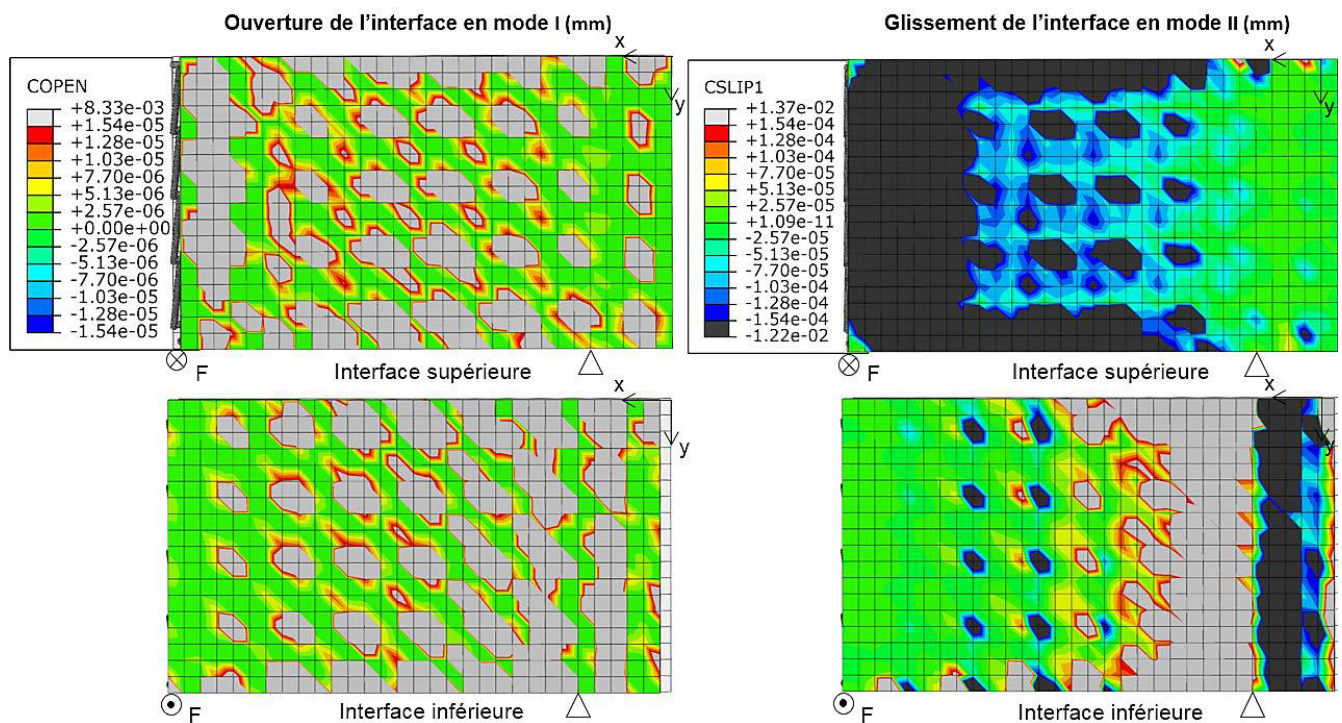 Ouverture de l’interface en mode I (mm)
Glissement de l’interface en mode II (mm)
x
y
COPEN
+8.33e-03
+1.54e-05
+1.28e-05
+1.03e-05
+7.70e-06
+5.13e-06
+2.57e-06
+0.00e+00
-2.57e-06
-5.13e-06
-7.70e-06
-1.03e-05
-1.28e-05
-1.54e-05
F
Interface supérieure
x
y
CSLIP1
+1.37e-02
+1.54e-04
+1.28e-04
+1.03e-04
+7.70e-05
+5.13e-05
+2.57e-05
+1.09e-11
-2.57e-05
-5.13e-05
-7.70e-05
-1.03e-04
-1.28e-04
-1.54e-04
-1.22e-02
F
Interface supérieure
x
y
F
Interface inférieure
x
y
F
Interface inférieure